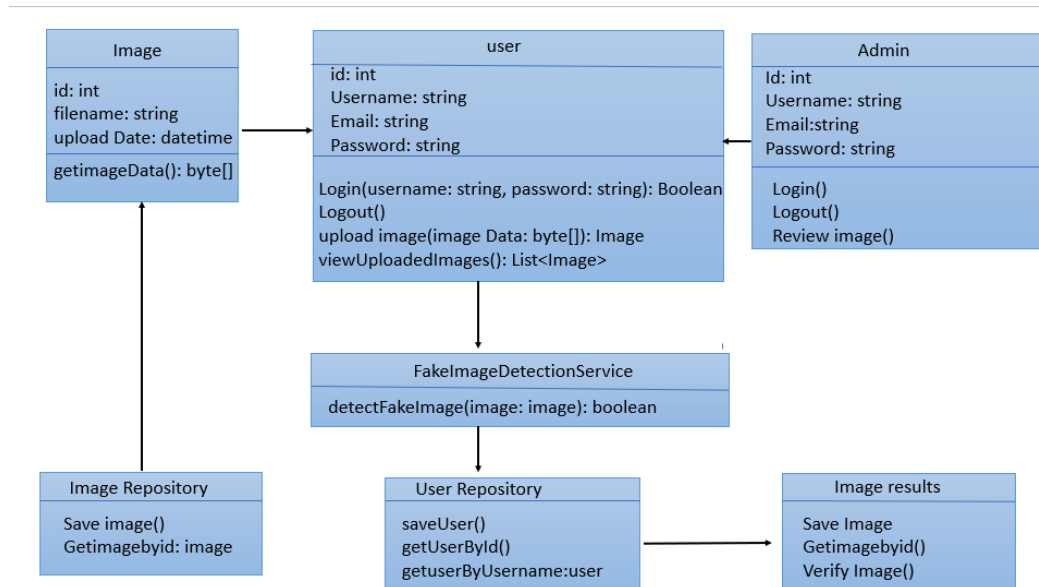 Image
id: int
filename: string
upload Date: datetime
getimageData(): byte[]
user
id: int
Username: string
Email: string
Password: string
Login(username: string, password: string): Boolean
Logout()
upload image(image Data: byte[]): Image
viewUploadedImages(): List<Image>
Admin
Id: int
Username: string
Email:string
Password: string
Login()
Logout()
Review image()
FakeImageDetectionService
detectFakeImage(image: image): boolean
Image Repository
Save image()
Getimagebyid: image
User Repository
saveUser()
getUserById()
getuserByUsername:user
Image results
Save Image
Getimagebyid()
Verify Image()